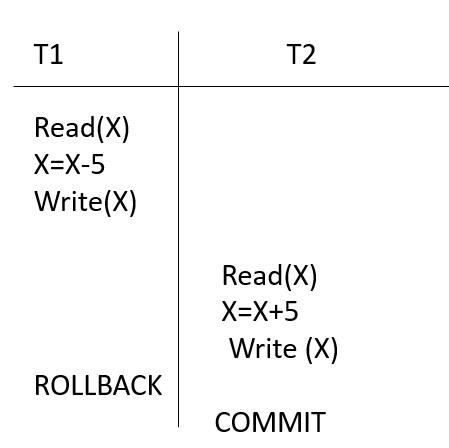 T1 T2
Read(X)
X=X-5
Write(X)
Read(X)
X=X+5
Write (X)
ROLLBACK
COMMIT